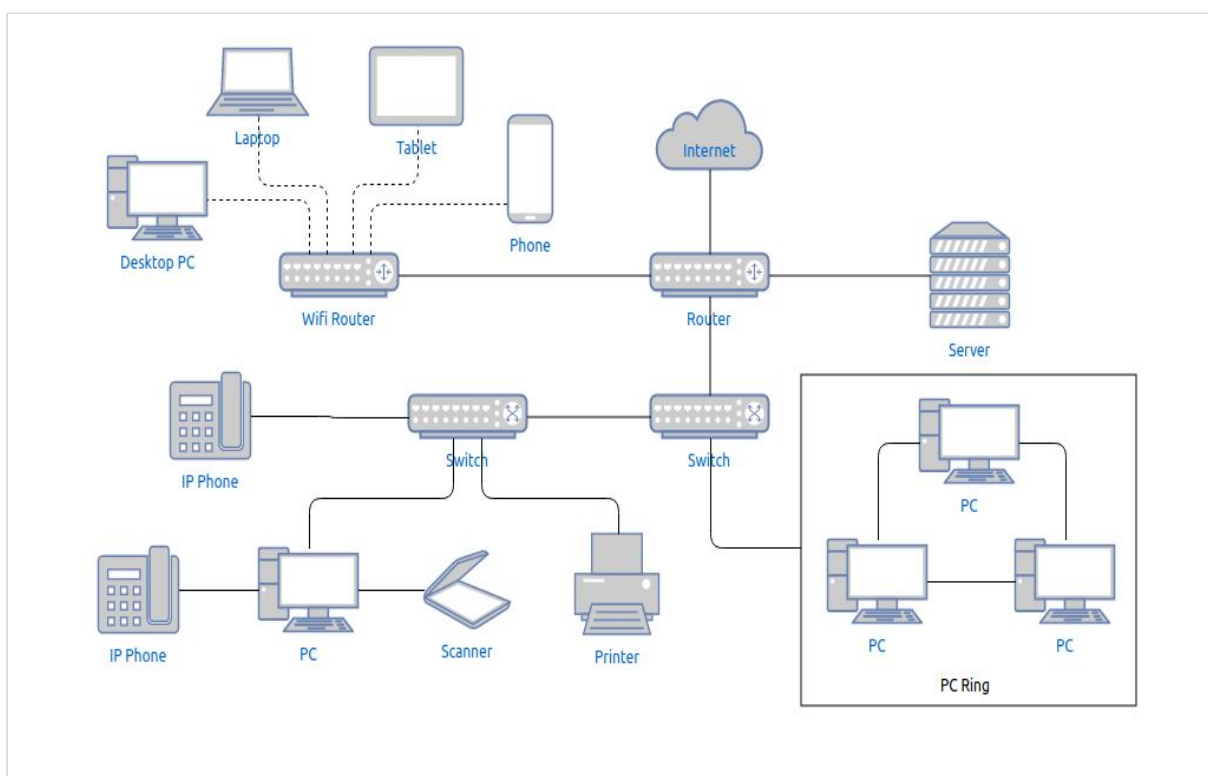 Laptop
Tablet
Internet
Desktop PC
Phone
Wifi Router
Router
Server
IP Phone
Switch
Switch
PC
IP Phone
PC
Scanner
Printer
PC
PC
PC Ring